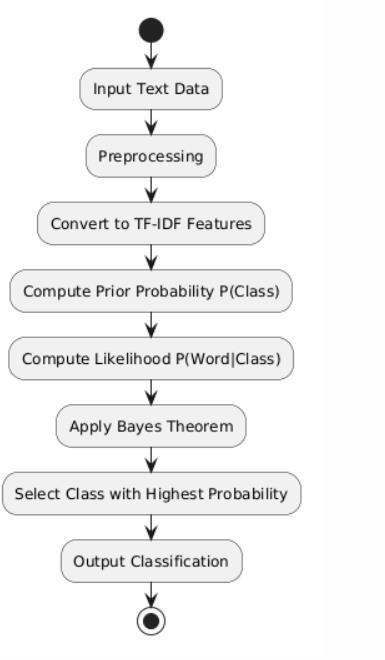 Input Text Data
Preprocessing
Convert to TF-IDF Features
Compute Prior Probability P(Class)
Compute Likelihood P(Word|Class)
Apply Bayes Theorem
Select Class with Highest Probability
Output Classification